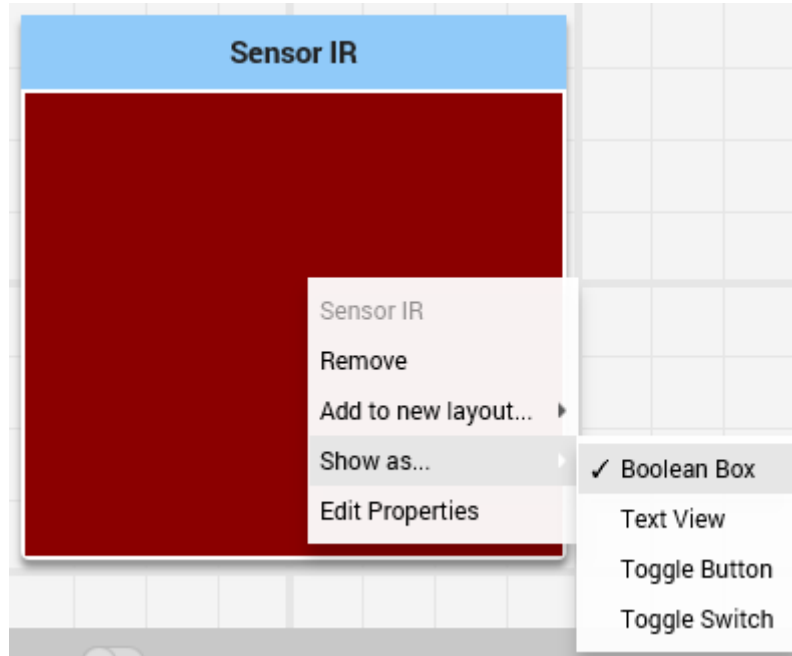 Sensor IR
Sensor IR
Remove
Add to new layout...
Show as...
Edit Properties
✓ Boolean Box
Text View
Toggle Button
Toggle Switch